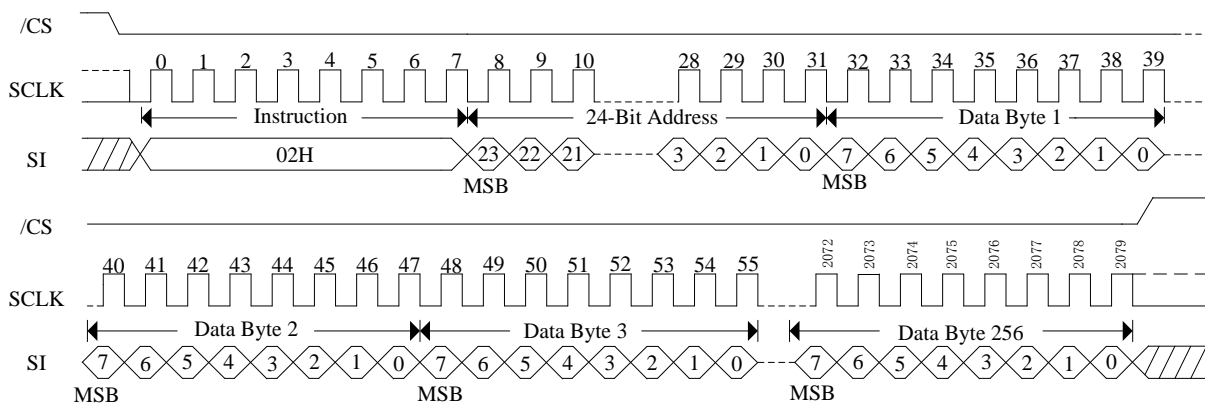 /CS
0 1 2 3 4 5 6 7 8 9 10 28 29 30 31 32 33 34 35 36 37 38 39
SCLK
Instruction 24-Bit Address Data Byte 1
SI 02H 23 22 21 3 2 1 0 7 6 5 4 3 2 1 0
MSB MSB
/CS
40 41 42 43 44 45 46 47 48 49 50 51 52 53 54 55 2072 2073 2074 2075 2076 2077 2078 2079
SCLK
Data Byte 2 Data Byte 3 Data Byte 256
SI 7 6 5 4 3 2 1 0 7 6 5 4 3 2 1 0 7 6 5 4 3 2 1 0
MSB MSB MSB